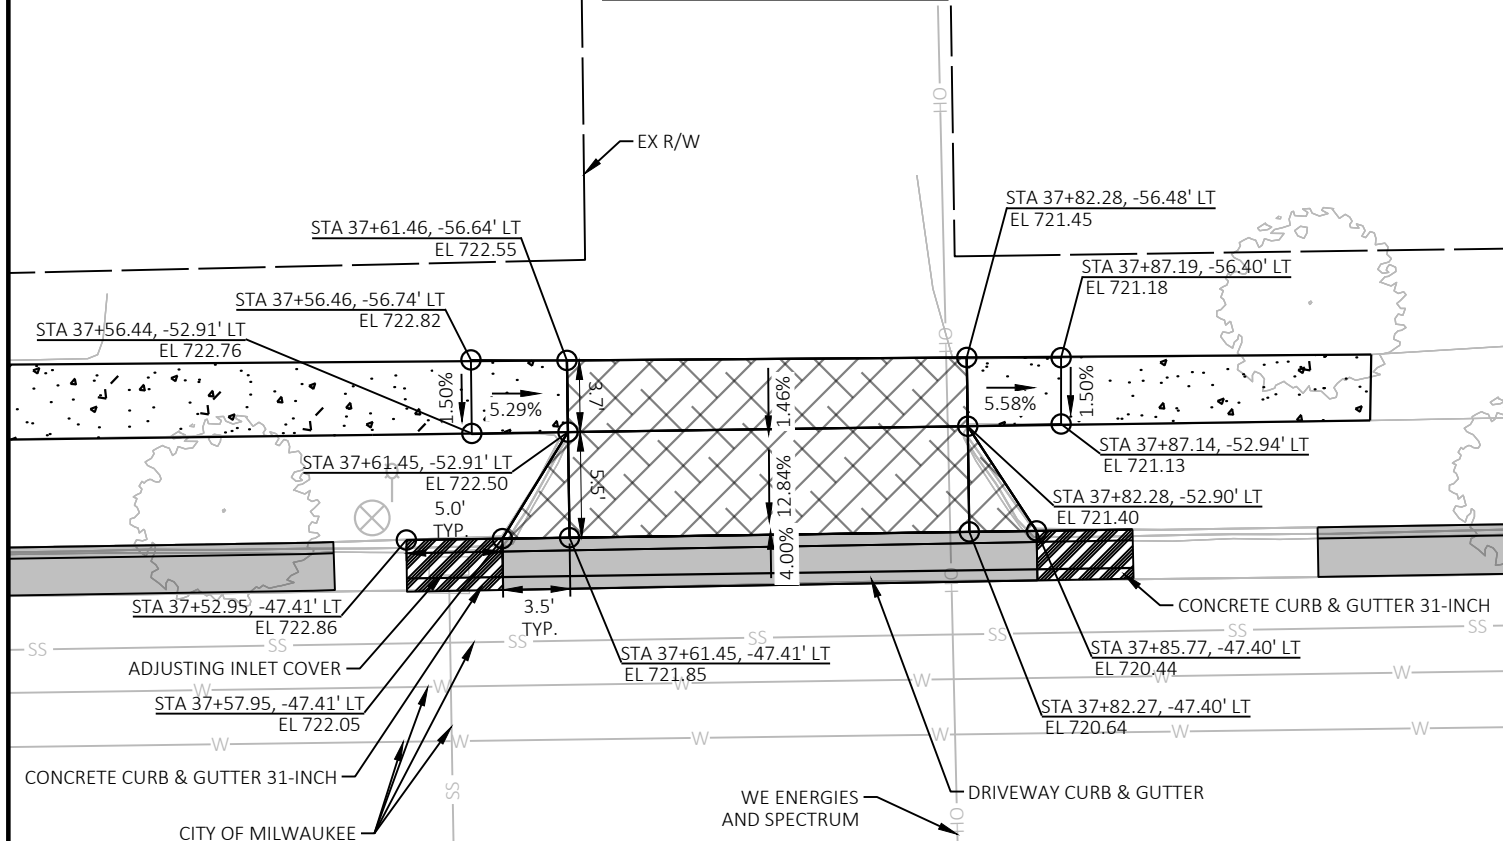 OH
EX R/W
STA 37+82.28, -56.48' LT
EL 721.45
STA 37+61.46, -56.64' LT
EL 722.55
STA 37+87.19, -56.40' LT
EL 721.18
STA 37+56.46, -56.74' LT
EL 722.82
STA 37+56.44, -52.91' LT
EL 722.76
OH
1.50%
5.29%
3.7'
1.46%
5.58%
1.50%
STA 37+87.14, -52.94' LT
EL 721.13
STA 37+61.45, -52.91' LT
EL 722.50
5.5'
12.84%
STA 37+82.28, -52.90' LT
EL 721.40
5.0'
TYP.
4.00%
OH
3.5'
TYP.
STA 37+52.95, -47.41' LT
EL 722.86
CONCRETE CURB & GUTTER 31-INCH
SS
SS
SS
SS
SS
SS
SS
STA 37+61.45, -47.41' LT
EL 721.85
STA 37+85.77, -47.40' LT
EL 720.44
ADJUSTING INLET COVER
W
W
W
W
W
W
STA 37+57.95, -47.41' LT
EL 722.05
STA 37+82.27, -47.40' LT
EL 720.64
W
W
W
W
W
W
CONCRETE CURB & GUTTER 31-INCH
SS
DRIVEWAY CURB & GUTTER
WE ENERGIES
AND SPECTRUM
OH
CITY OF MILWAUKEE